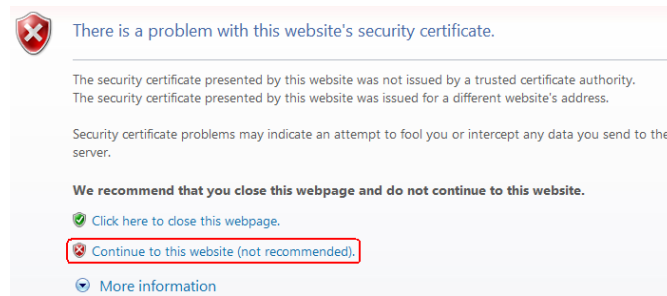 There is a problem with this website's security certificate.
The security certificate presented by this website was not issued by a trusted certificate authority.
The security certificate presented by this website was issued for a different website's address.
Security certificate problems may indicate an attempt to fool you or intercept any data you send to the
server.
We recommend that you close this webpage and do not continue to this website.
Click here to close this webpage.
Continue to this website (not recommended).
More information